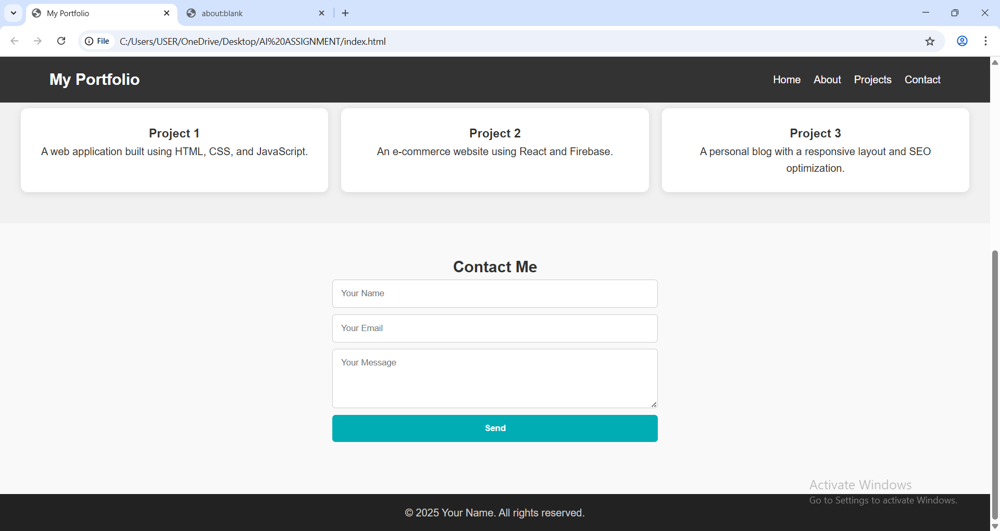 My Portfolio
about:blank
File
C:/Users/USER/OneDrive/Desktop/AI%20ASSIGNMENT/index.html
My Portfolio
Home
About
Projects
Contact
Project 1
A web application built using HTML, CSS, and JavaScript.
Project 2
An e-commerce website using React and Firebase.
Project 3
A personal blog with a responsive layout and SEO
optimization.
Contact Me
Your Name
Your Email
Your Message
Send
Activate Windows
Go to Settings to activate Windows.
© 2025 Your Name. All rights reserved.